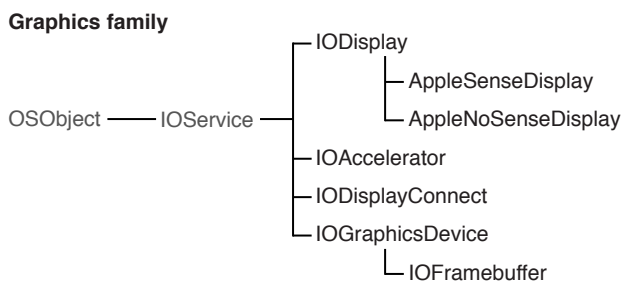 Graphics family
IODisplay
AppleSenseDisplay
OSObject IOService AppleNoSenseDisplay
IOAccelerator
IODisplayConnect
IOGraphicsDevice
IOFramebuffer